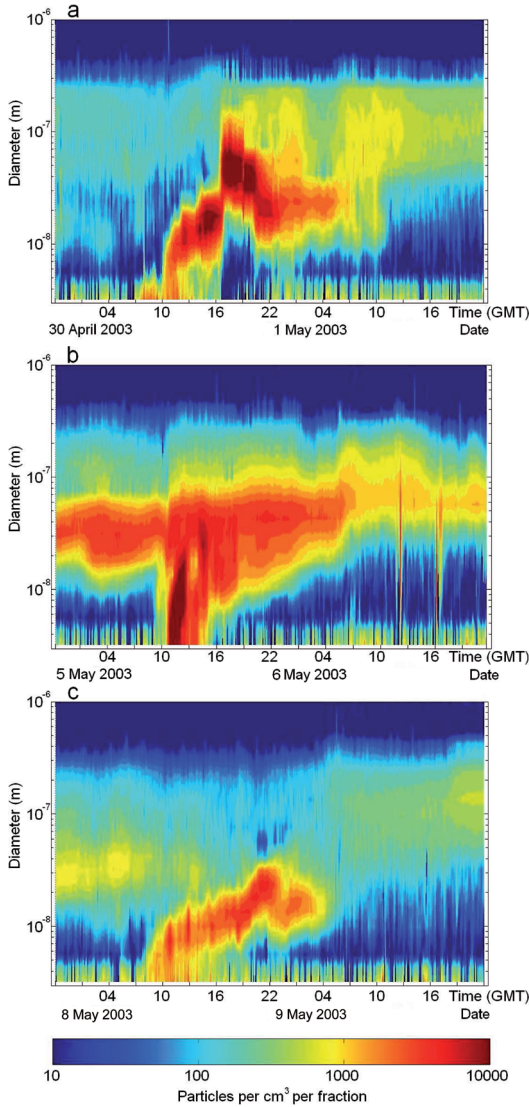 a
10-6
10-7
10-8
Diameter (m)
04 10 16 22 04 10 16 Time (GMT)
30 April 2003 1 May 2003 Date
b
10-6
10-7
10-8
Diameter (m)
04 10 16 22 04 10 16 Time (GMT)
5 May 2003 6 May 2003 Date
c
10-6
10-7
10-8
Diameter (m)
04 10 16 22 04 10 16 Time (GMT)
8 May 2003 9 May 2003 Date
10 100 1000 10000
Particles per cm3 per fraction